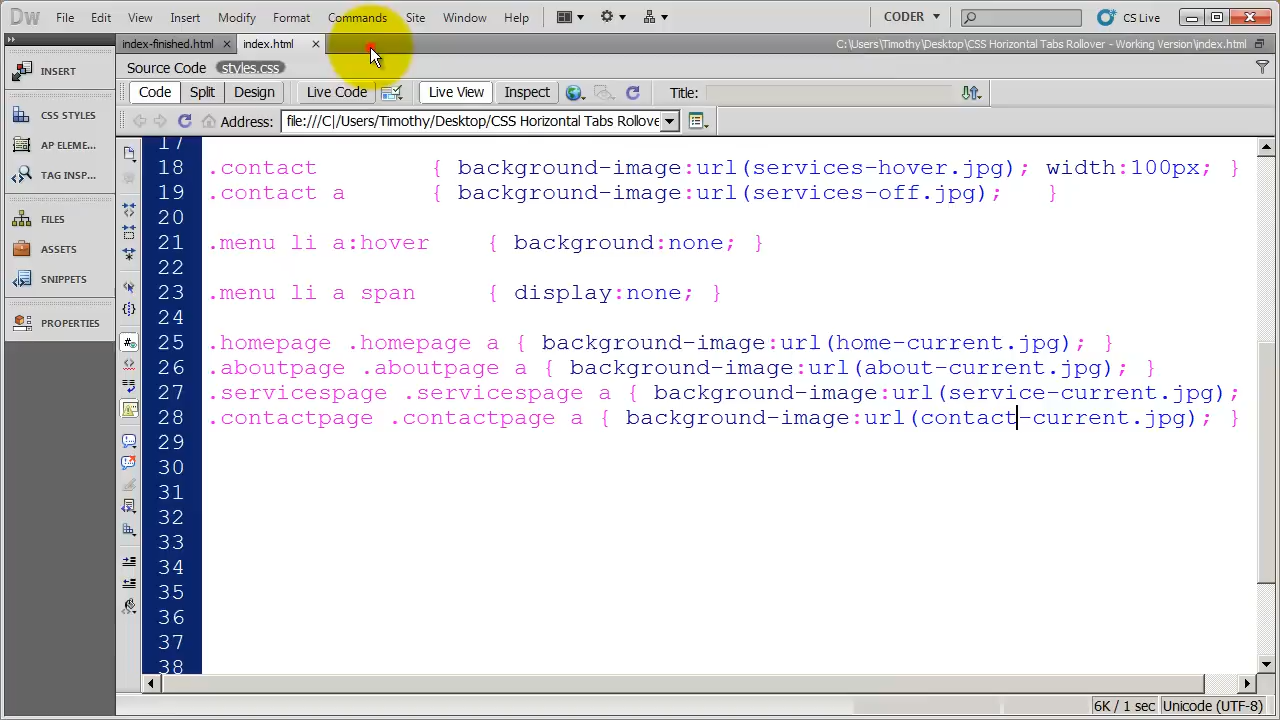 Dw File Edit View Insert Modify Format Commands Site Window Help CODER CS Live
index-finished.html index.html C:\Users\Timothy\Desktop\CSS Horizontal Tabs Rollover - Working Version\index.html
Source Code styles.css
Code Split Design Live Code Live View Inspect Title:
Address: file:///C|/Users/Timothy/Desktop/CSS Horizontal Tabs Rollove
INSERT
CSS STYLES
AP ELEME...
TAG INSP...
FILES
ASSETS
SNIPPETS
PROPERTIES
17
18 .contact { background-image:url(services-hover.jpg); width:100px; }
19 .contact a { background-image:url(services-off.jpg); }
20
21 .menu li a:hover { background:none; }
22
23 .menu li a span { display:none; }
24
25 .homepage .homepage a { background-image:url(home-current.jpg); }
26 .aboutpage .aboutpage a { background-image:url(about-current.jpg); }
27 .servicespage .servicespage a { background-image:url(service-current.jpg);
28 .contactpage .contactpage a { background-image:url(contact-current.jpg); }
29
30
31
32
33
34
35
36
37
38
6K / 1 sec Unicode (UTF-8)